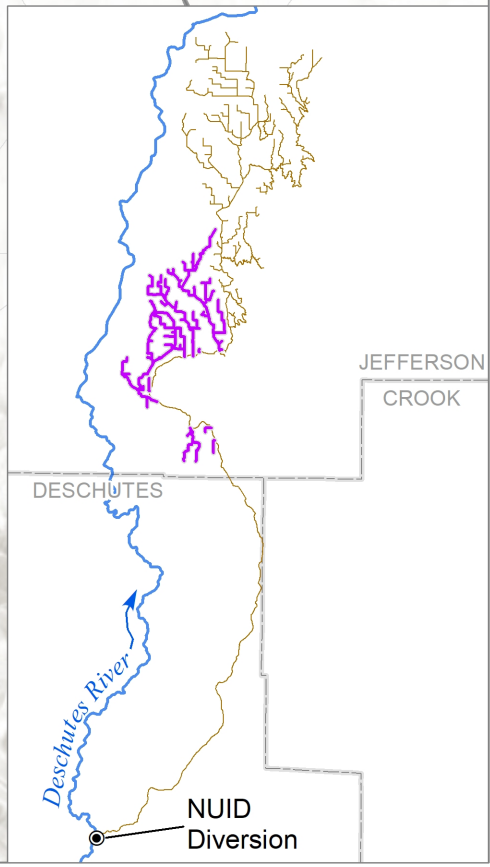 JEFFERSON
CROOK
DESCHUTES
Deschutes River
NUID
Diversion